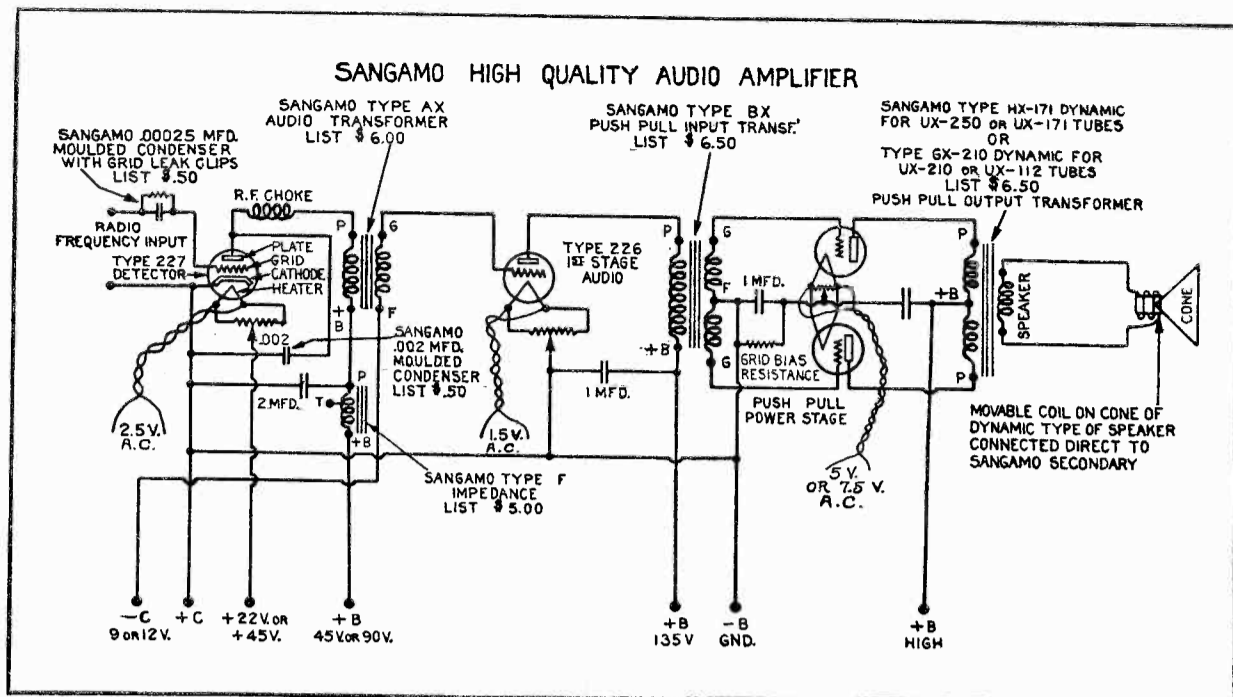 SANGAMO HIGH QUALITY AUDIO AMPLIFIER
SANGAMO .00025 MFD.
MOULDED CONDENSER
WITH GRID LEAK CLIPS
LIST $.50
SANGAMO TYPE AX
AUDIO TRANSFORMER
LIST $6.00
SANGAMO TYPE BX
PUSH PULL INPUT TRANSF.'
LIST $6.50
SANGAMO TYPE HX-171 DYNAMIC
FOR UX-250 OR UX-171 TUBES
OR
TYPE GX-210 DYNAMIC FOR
UX-210 OR UX-112 TUBES
LIST $6.50
PUSH PULL OUTPUT TRANSFORMER
R.F. CHOKE
RADIO
FREQUENCY INPUT
TYPE 227
DETECTOR
PLATE
GRID
CATHODE
HEATER
P
G
+
B
F
.002
SANGAMO
.002 MFD.
MOULDED
CONDENSER
LIST $.50
2 MFD.
P
T
+B
2.5 V.
A.C.
SANGAMO TYPE F
IMPEDANCE
LIST $5.00
TYPE 226
1ST STAGE
AUDIO
1.5 V.
A.C.
1 MFD.
P
+B
G
F
G
1 MFD.
GRID BIAS
RESISTANCE
PUSH PULL
POWER STAGE
5 V.
OR 7.5 V.
A.C.
P
+B
P
SPEAKER
CONE
MOVABLE COIL ON CONE OF
DYNAMIC TYPE OF SPEAKER
CONNECTED DIRECT TO
SANGAMO SECONDARY
-C
9 OR 12V.
+C
+22V. OR
+45V.
+B
45V. OR 90V.
+B
135V
-B
GND.
+B
HIGH